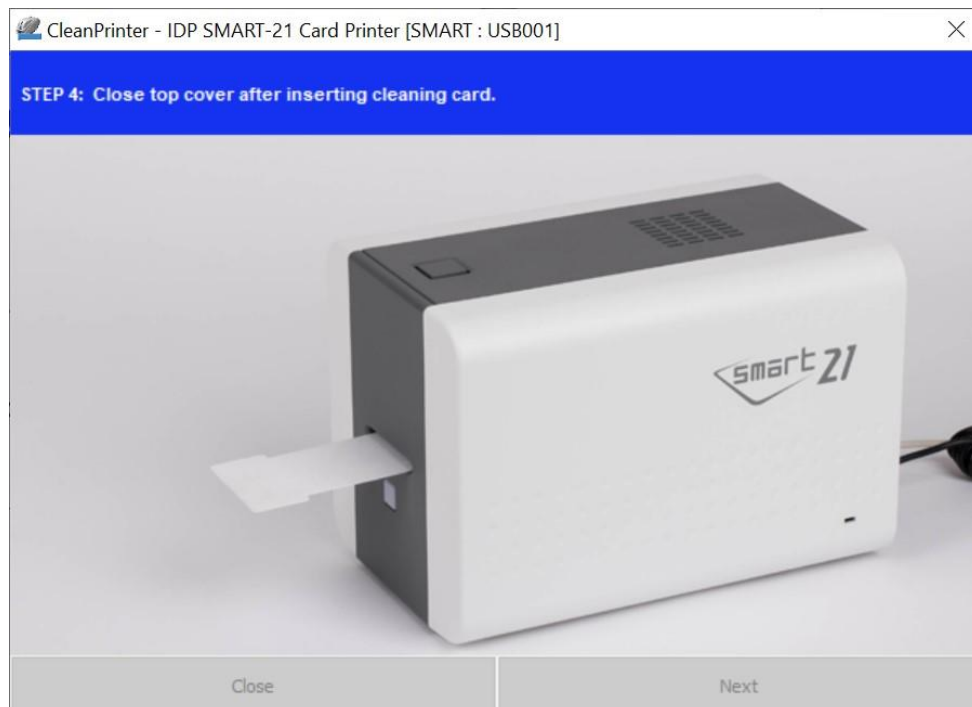 CleanPrinter - IDP SMART-21 Card Printer [SMART : USB001]
STEP 4: Close top cover after inserting cleaning card.
smart 21
Close
Next